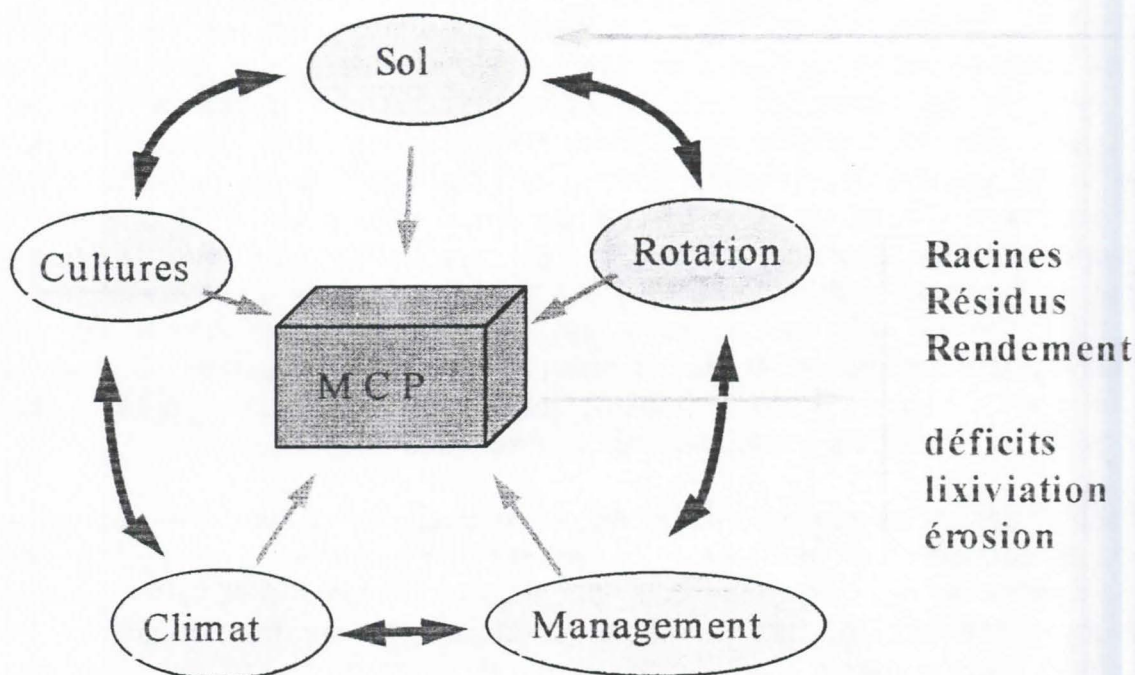 Sol
Cultures
Rotation
MCP
Climat
Management
Racines
Résidus
Rendement
déficits
lixiviation
érosion